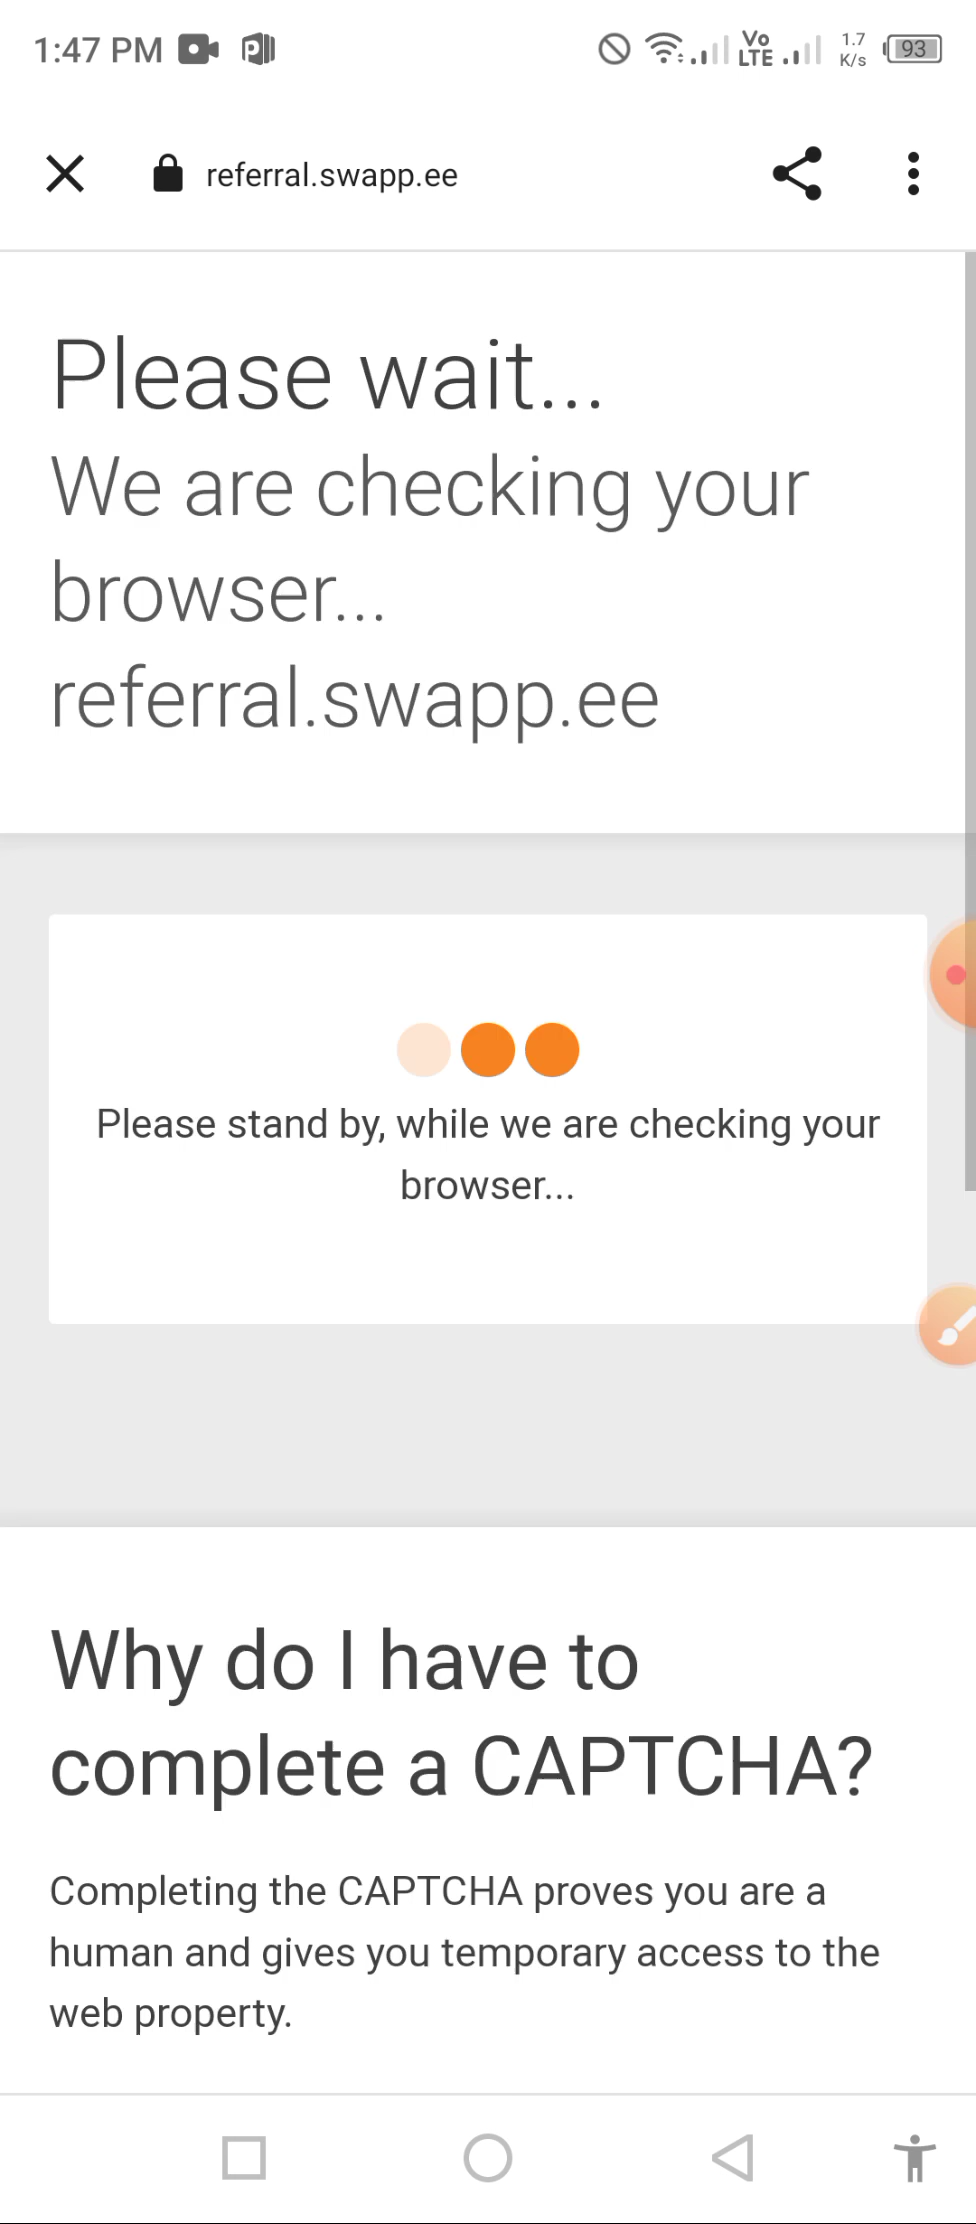 1:47 PM
Vo
LTE
1.7
K/s
93
referral.swapp.ee
Please wait...
We are checking your
browser...
referral.swapp.ee
Please stand by, while we are checking your
browser...
Why do I have to
complete a CAPTCHA?
Completing the CAPTCHA proves you are a
human and gives you temporary access to the
web property.